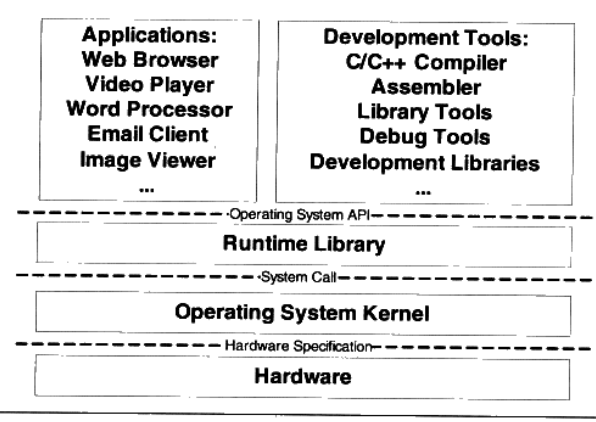 Applications:
Web Browser
Video Player
Word Processor
Email Client
Image Viewer
...
Development Tools:
C/C++ Compiler
Assembler
Library Tools
Debug Tools
Development Libraries
...
Operating System API
Runtime Library
System Call
Operating System Kernel
Hardware Specification
Hardware